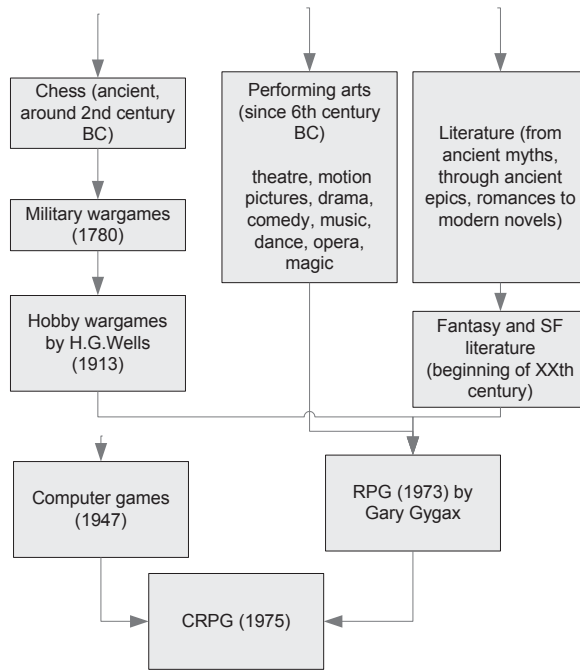 Chess (ancient,
around 2nd century
BC)
Military wargames
(1780)
Hobby wargames
by H.G.Wells
(1913)
Performing arts
(since 6th century
BC)
theatre, motion
pictures, drama,
comedy, music,
dance, opera,
magic
Literature (from
ancient myths,
through ancient
epics, romances to
modern novels)
Fantasy and SF
literature
(beginning of XXth
century)
Computer games
(1947)
RPG (1973) by
Gary Gygax
CRPG (1975)